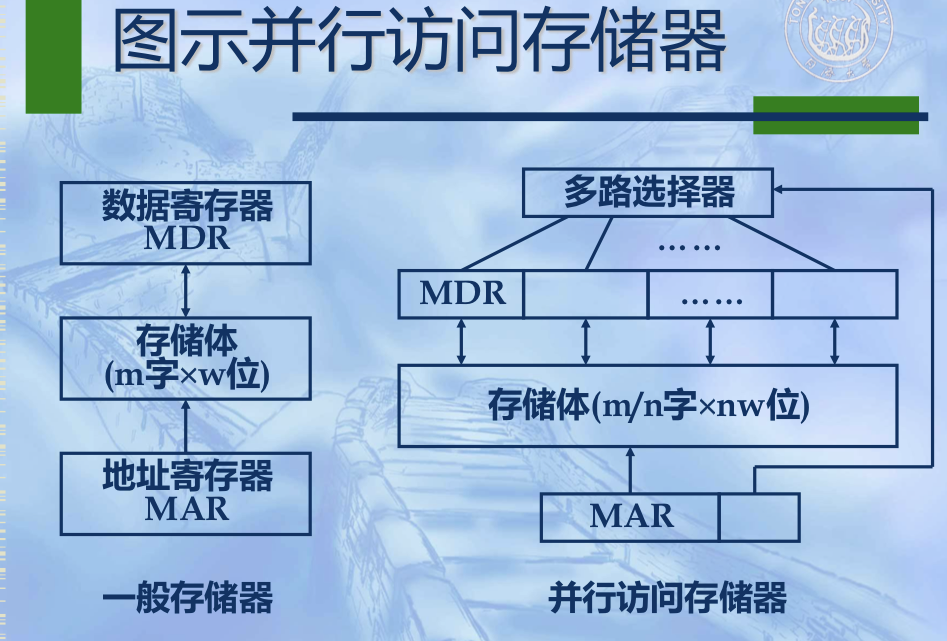 图示并行访问存储器
数据寄存器
MDR
存储体
(m字×w位)
地址寄存器
MAR
一般存储器
多路选择器
……
MDR
……
存储体(m/n字×nw位)
MAR
并行访问存储器